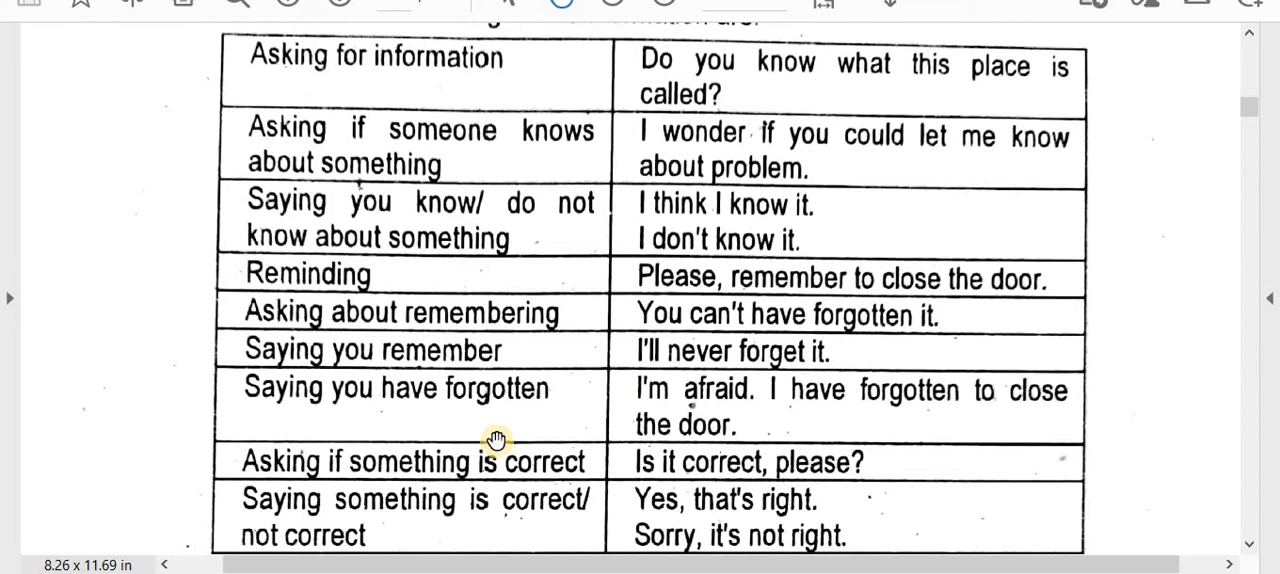 Asking for information
Do you know what this place is
called?
Asking if someone knows
about something
I wonder if you could let me know
about problem.
Saying you know/ do not
know about something
I think I know it.
I don't know it.
Reminding
Please, remember to close the door.
Asking about remembering
You can't have forgotten it.
Saying you remember
I'll never forget it.
Saying you have forgotten
I'm afraid. I have forgotten to close
the door.
Asking if something is correct
Is it correct, please?
Saying something is correct/
not correct
Yes, that's right.
Sorry, it's not right.
8.26 x 11.69 in